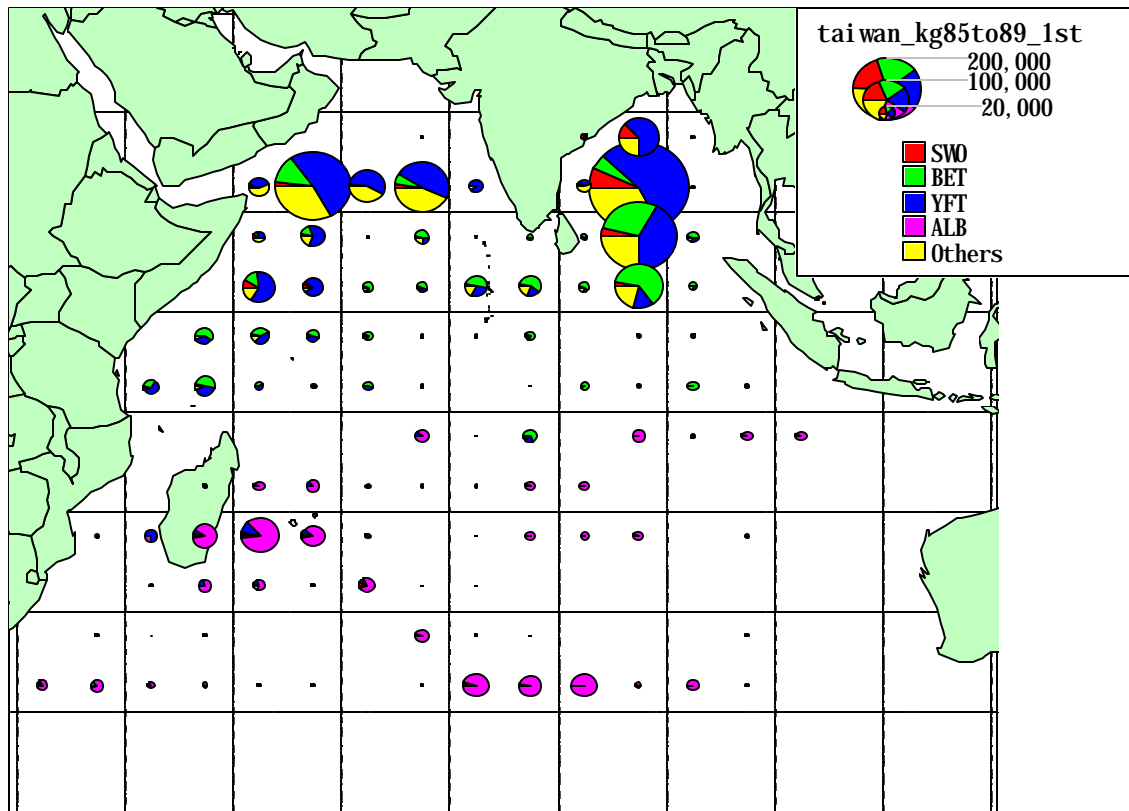 taiwan_kg85to89_1st
200,000
100,000
20,000
SWO
BET
YFT
ALB
Others